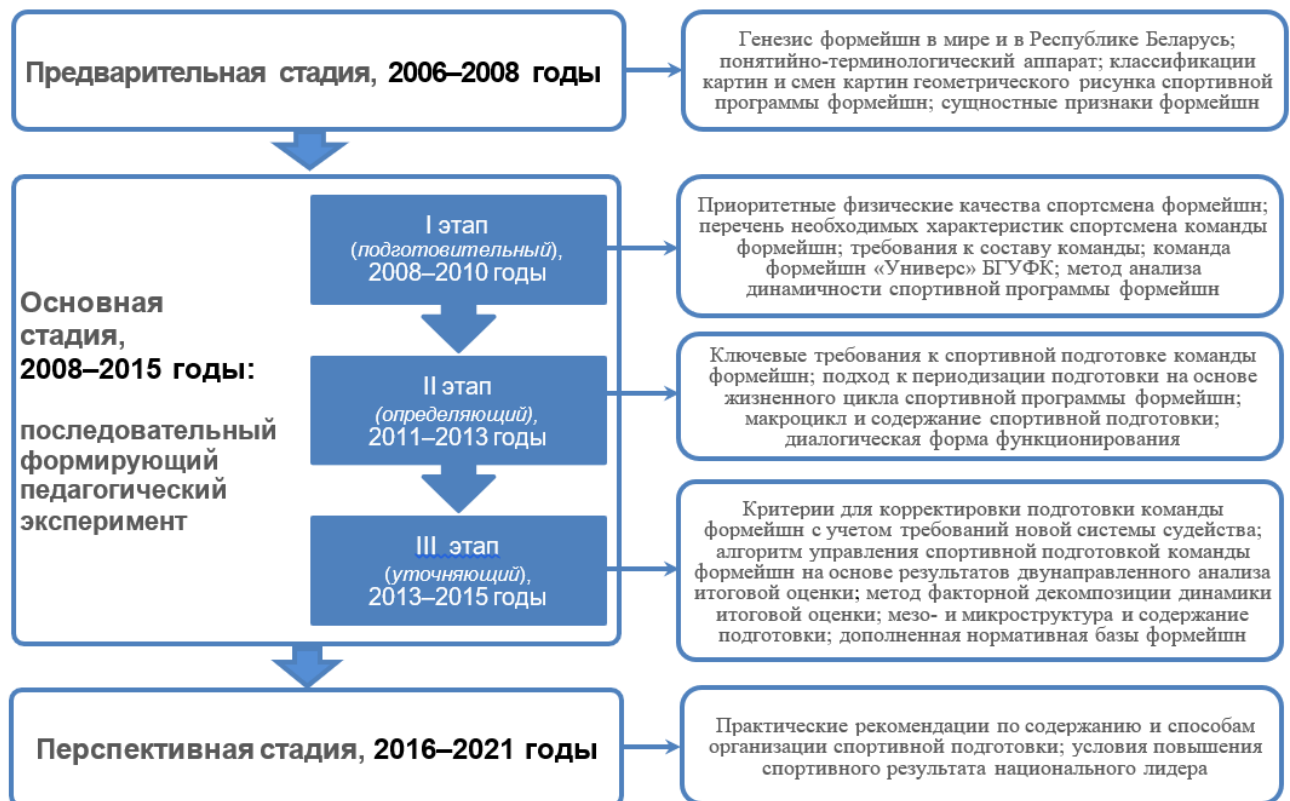 Предварительная стадия, 2006–2008 годы
Генезис формейшн в мире и в Республике Беларусь;
понятийно-терминологический аппарат; классификации
картин и смен картин геометрического рисунка спортивной
программы формейшн; сущностные признаки формейшн
Основная
стадия,
2008–2015 годы:
последовательный
формирующий
педагогический
эксперимент
I этап
(подготовительный),
2008–2010 годы
Приоритетные физические качества спортсмена формейшн;
перечень необходимых характеристик спортсмена команды
формейшн; требования к составу команды; команда
формейшн «Универс» БГУФК; метод анализа
динамичности спортивной программы формейшн
II этап
(определяющий),
2011–2013 годы
Ключевые требования к спортивной подготовке команды
формейшн; подход к периодизации подготовки на основе
жизненного цикла спортивной программы формейшн;
макроцикл и содержание спортивной подготовки;
диалогическая форма функционирования
III этап
(уточняющий),
2013–2015 годы
Критерии для корректировки подготовки команды
формейшн с учетом требований новой системы судейства;
алгоритм управления спортивной подготовкой команды
формейшн на основе результатов двунаправленного анализа
итоговой оценки; метод факторной декомпозиции динамики
итоговой оценки; мезо- и микроструктура и содержание
подготовки; дополненная нормативная базы формейшн
Перспективная стадия, 2016–2021 годы
Практические рекомендации по содержанию и способам
организации спортивной подготовки; условия повышения
спортивного результата национального лидера